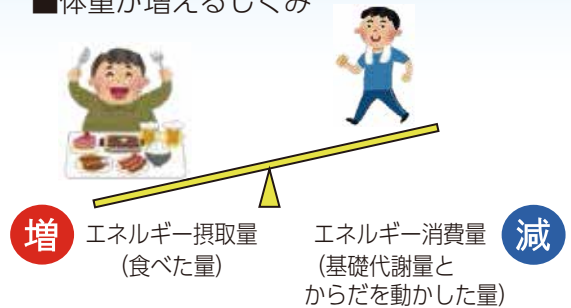 ■体重が増えるしくみ
増
エネルギー摂取量
（食べた量）
エネルギー消費量
（基礎代謝量と
からだを動かした量）
減